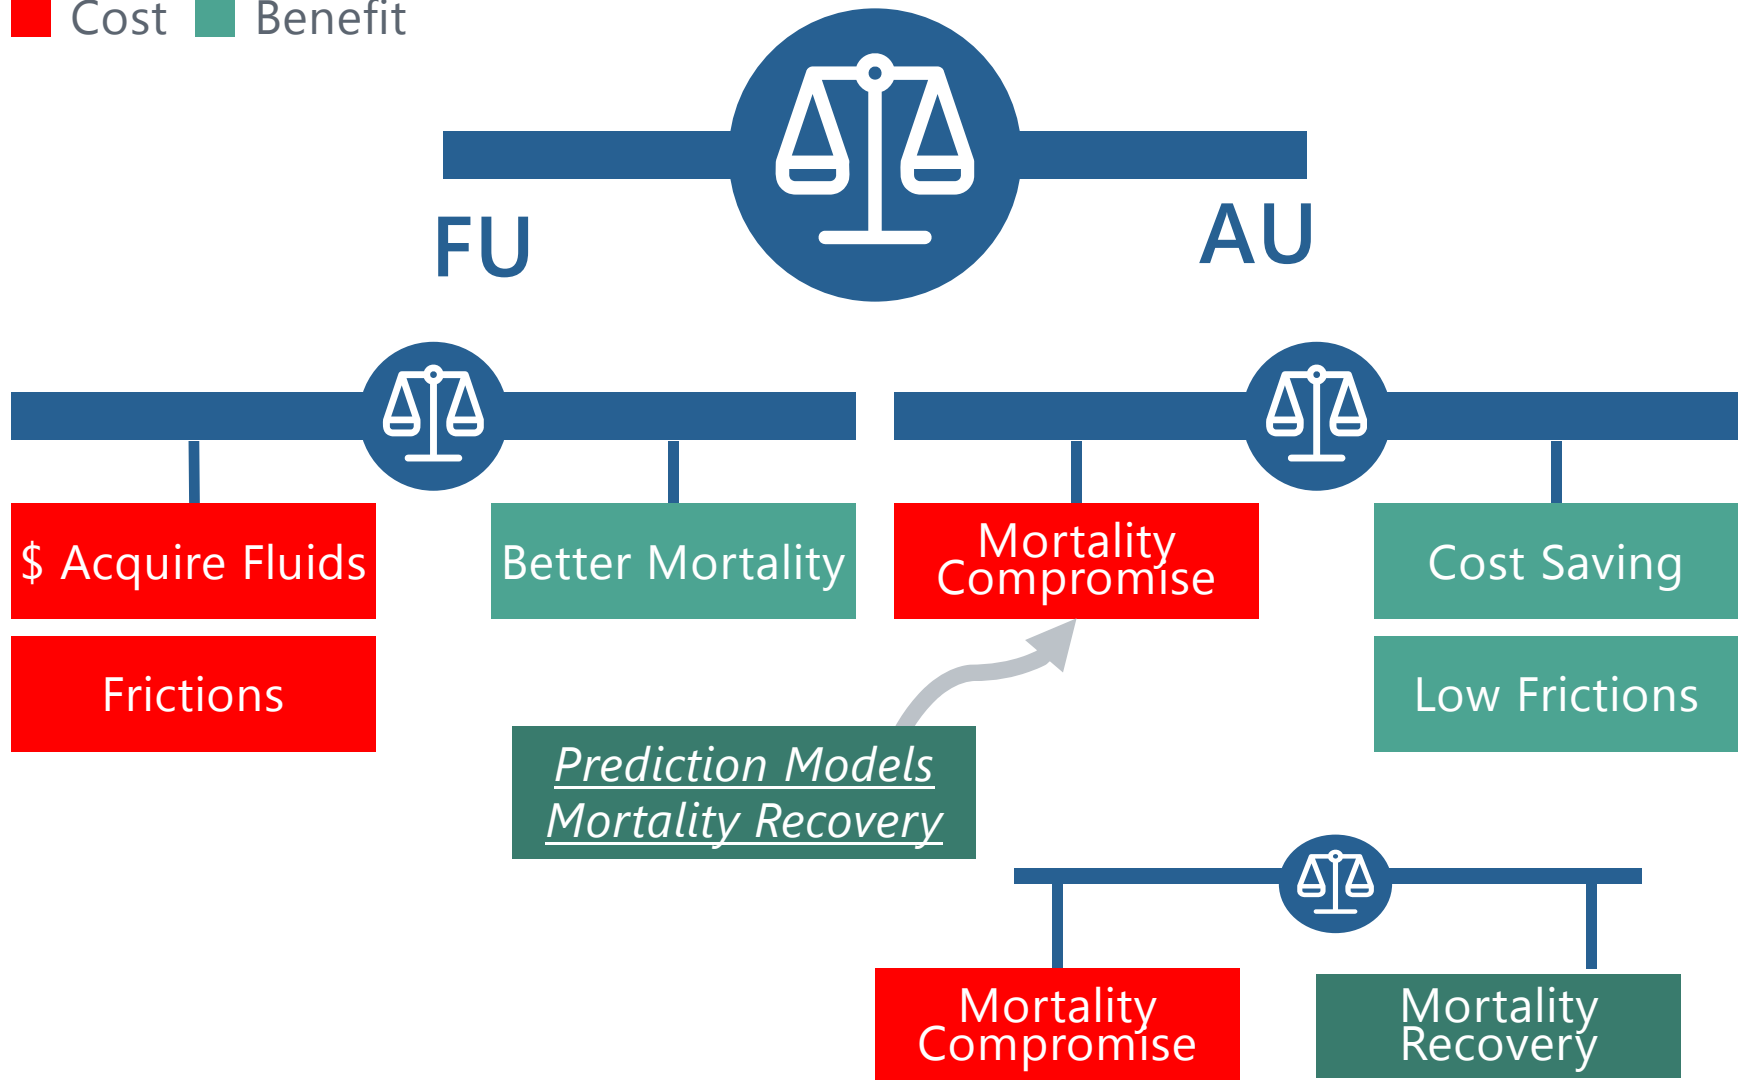 Cost
Benefit
FU
AU
$ Acquire Fluids
Better Mortality
Mortality
Compromise
Cost Saving
Frictions
Low Frictions
Prediction Models
Mortality Recovery
Mortality
Compromise
Mortality
Recovery